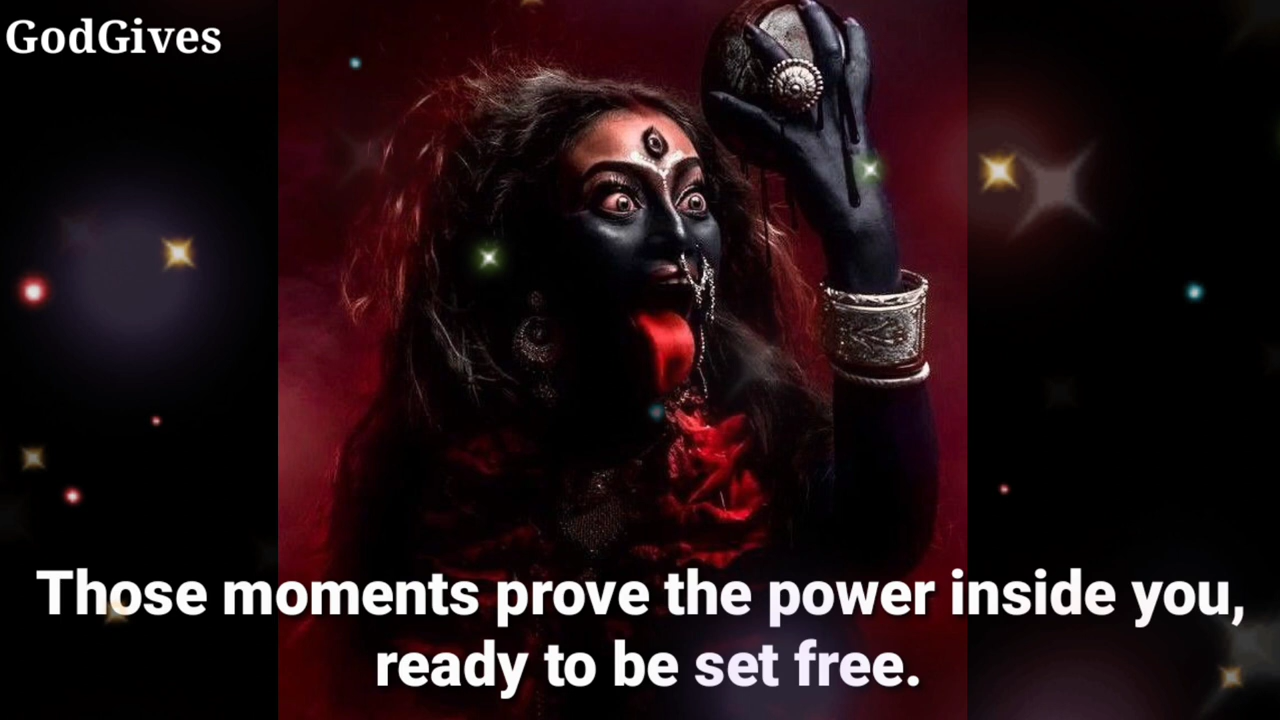 GodGives
Those moments prove the power inside you,
ready to be set free.